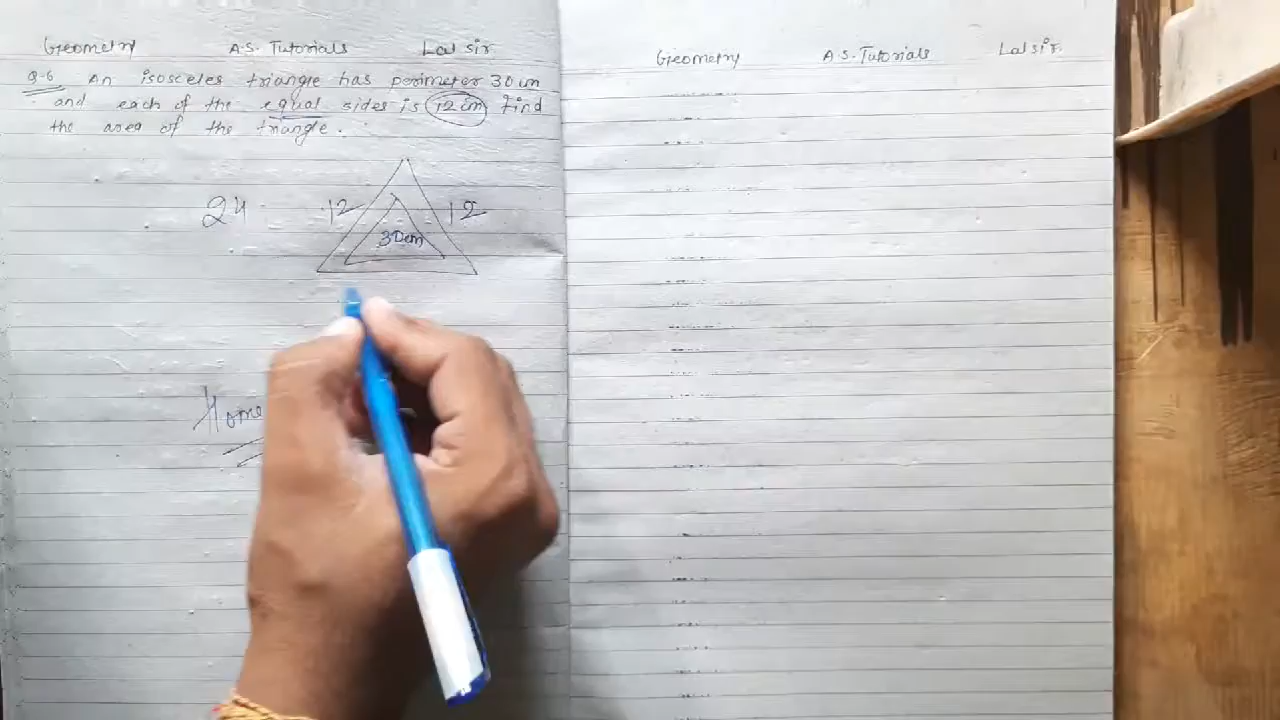 Geometry A.S. Tutorials Lal sir
Q.6 An isosceles triangle has perimeter 30 cm
and each of the equal sides is 12 cm find
the area of the triangle.
24 12 12
30cm
Home
Geometry A.S. Tutorials Lal sir.